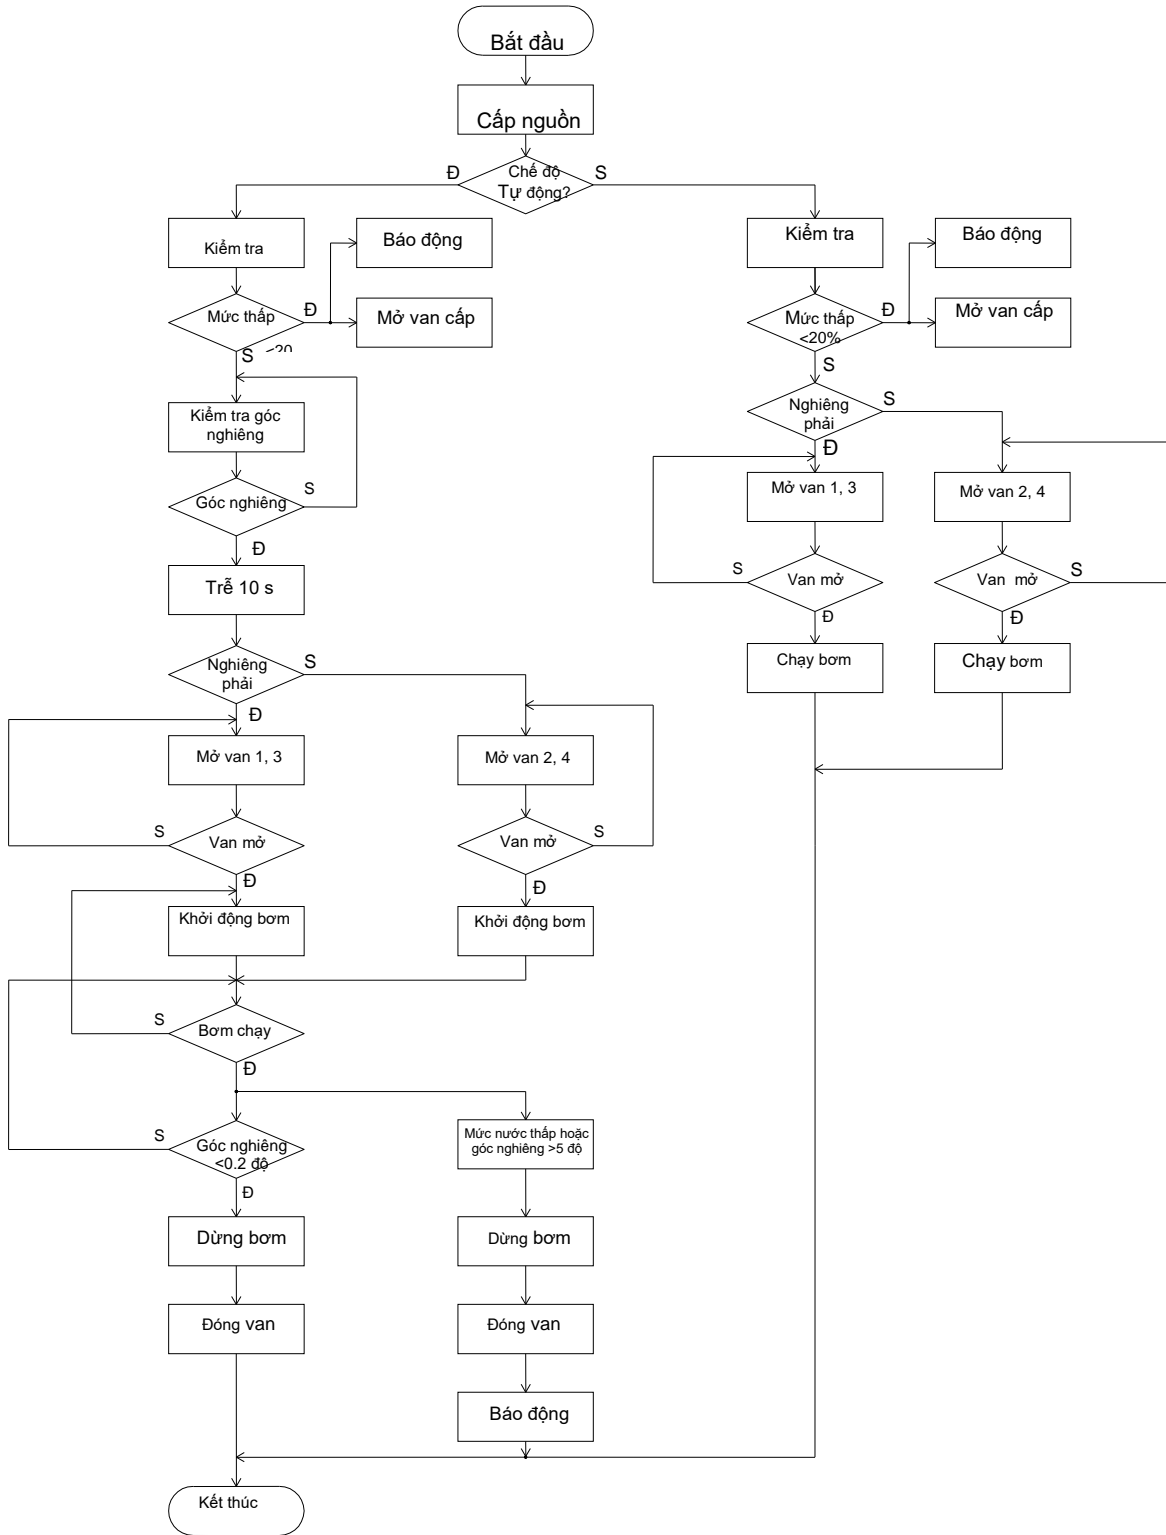 Bắt đầu
Cấp nguồn
Chế độ
Tự động?
Đ
S
Kiểm tra
Báo động
Mức thấp
<20
Đ
S
Mở van cấp
Kiểm tra góc
nghiêng
Góc nghiêng
S
Đ
Trễ 10 s
Nghiêng
phải
S
Đ
Mở van 1, 3
Mở van 2, 4
Van mở
S
Đ
Van mở
S
Đ
Khởi động bơm
Khởi động bơm
Bơm chạy
S
Đ
Góc nghiêng
<0.2 độ
S
Đ
Mức nước thấp hoặc
góc nghiêng >5 độ
Dừng bơm
Dừng bơm
Đóng van
Đóng van
Báo động
Kết thúc
Kiểm tra
Báo động
Mức thấp
<20%
Đ
S
Mở van cấp
Nghiêng
phải
S
Đ
Mở van 1, 3
Mở van 2, 4
Van mở
S
Đ
Van mở
S
Đ
Chạy bơm
Chạy bơm